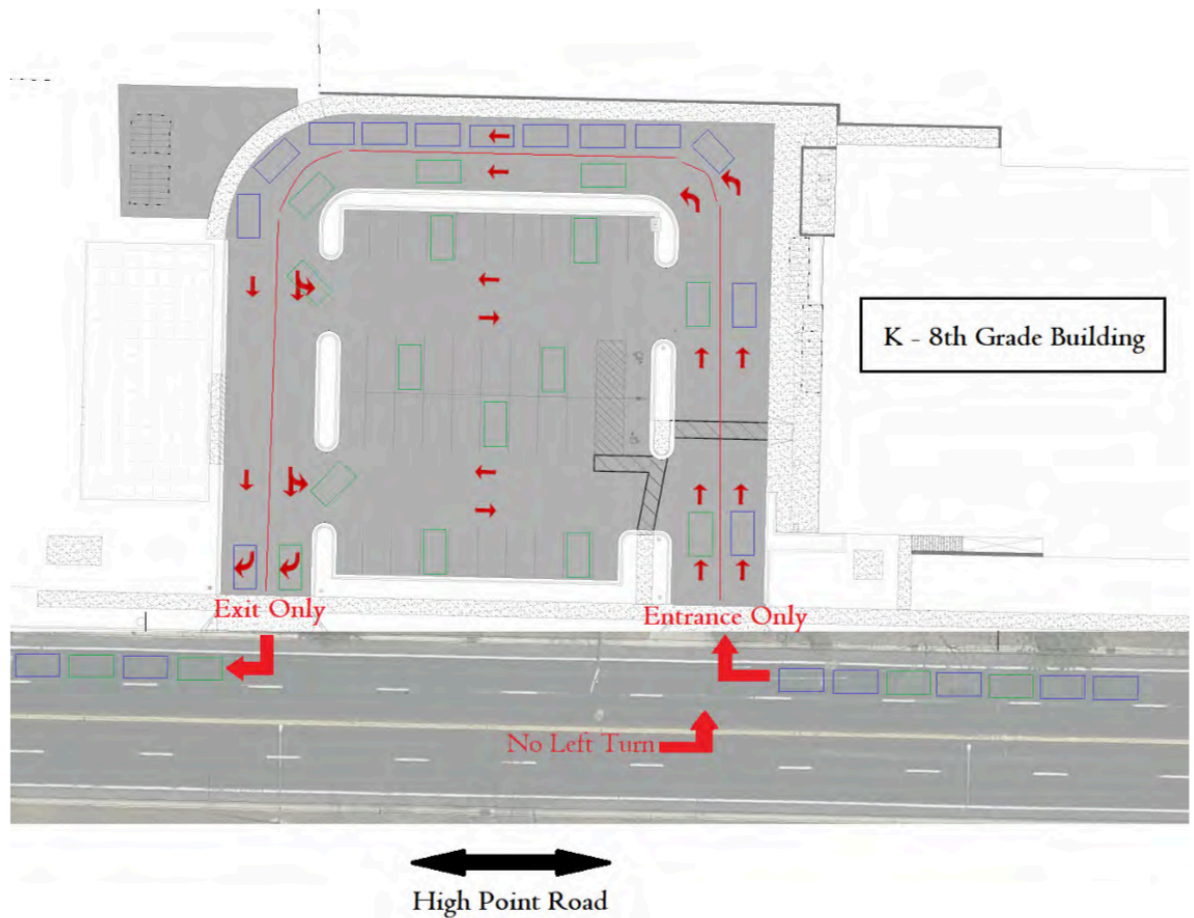 K - 8th Grade Building
Exit Only
Entrance Only
No Left Turn
High Point Road